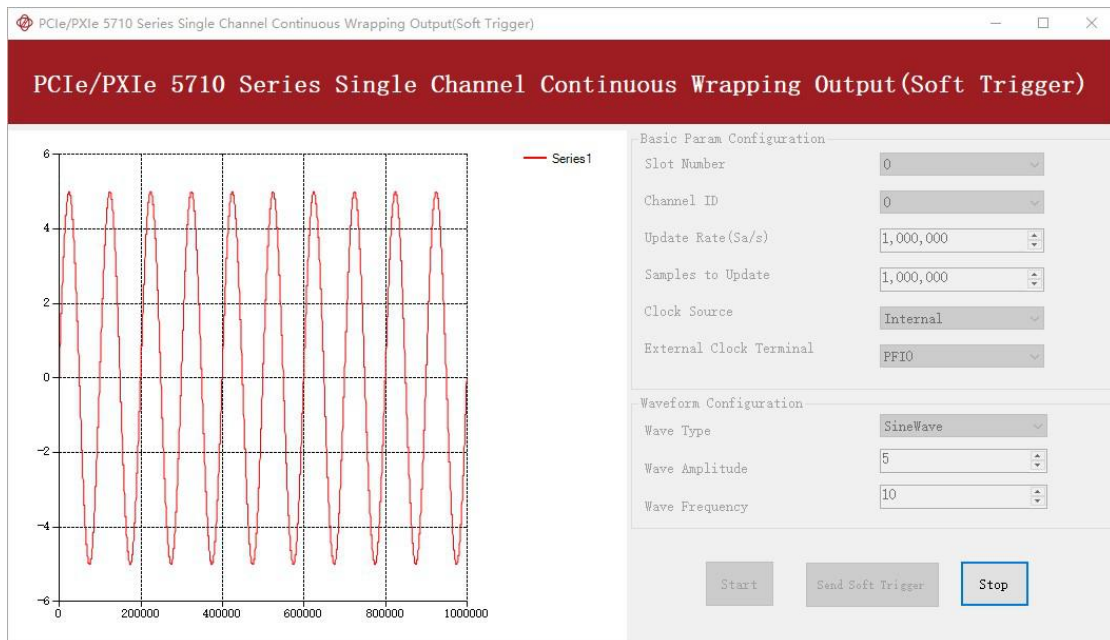 PCIe/PXIe 5710 Series Single Channel Continuous Wrapping Output(Soft Trigger)
PCIe/PXIe 5710 Series Single Channel Continuous Wrapping Output(Soft Trigger)
6
4
2
0
-2
-4
-6
0
200000
400000
600000
800000
1000000
Series1
Basic Param Configuration
Slot Number
0
Channel ID
0
Update Rate(Sa/s)
1,000,000
Samples to Update
1,000,000
Clock Source
Internal
External Clock Terminal
PFI0
Waveform Configuration
Wave Type
SineWave
Wave Amplitude
5
Wave Frequency
10
Start
Send Soft Trigger
Stop